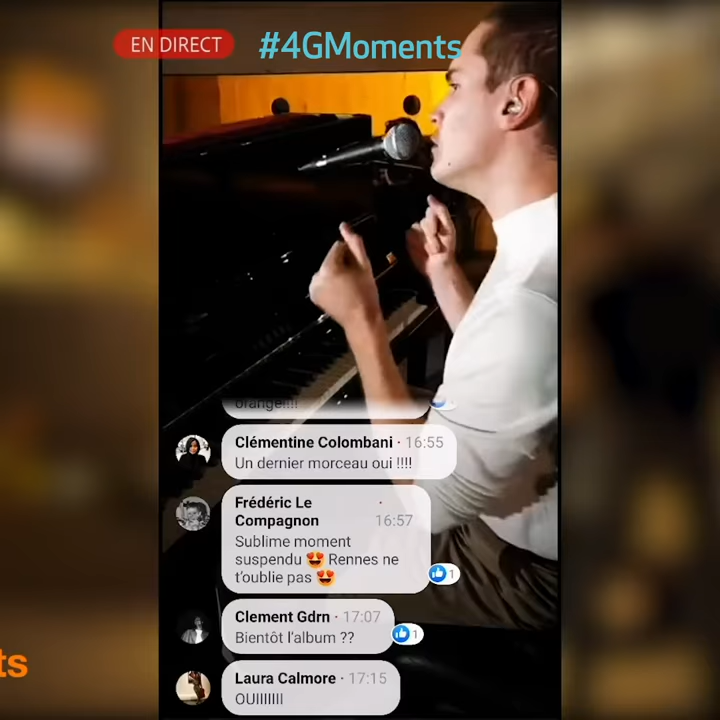 EN DIRECT
#4GMoments
orange!!!!
Clémentine Colombani · 16:55
Un dernier morceau oui !!!!
Frédéric Le
Compagnon · 16:57
Sublime moment
suspendu 😍 Rennes ne
t'oublie pas 😍
1
Clement Gdrn · 17:07
Bientôt l'album ??
1
Laura Calmore · 17:15
OUIIIIIII
ts